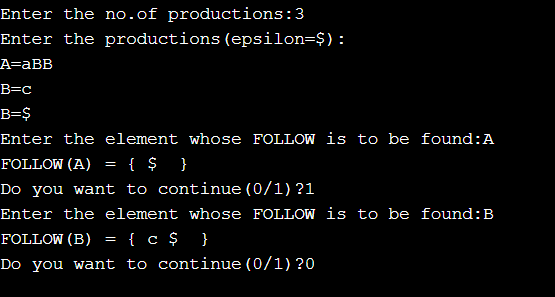 Enter the no.of productions:3
Enter the productions(epsilon=$):
A=aBB
B=c
B=$
Enter the element whose FOLLOW is to be found:A
FOLLOW(A) = { $  }
Do you want to continue(0/1)?1
Enter the element whose FOLLOW is to be found:B
FOLLOW(B) = { c $  }
Do you want to continue(0/1)?0